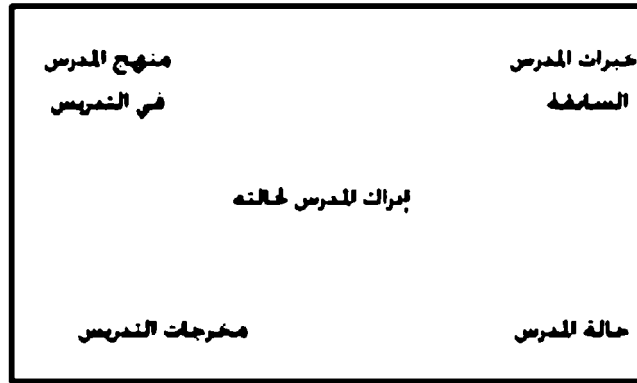 خبرات المدرس
السابقة
منهج المدرس
في التدريس
إدراك المدرس لحالته
حالة المدرس
مخرجات التدريس